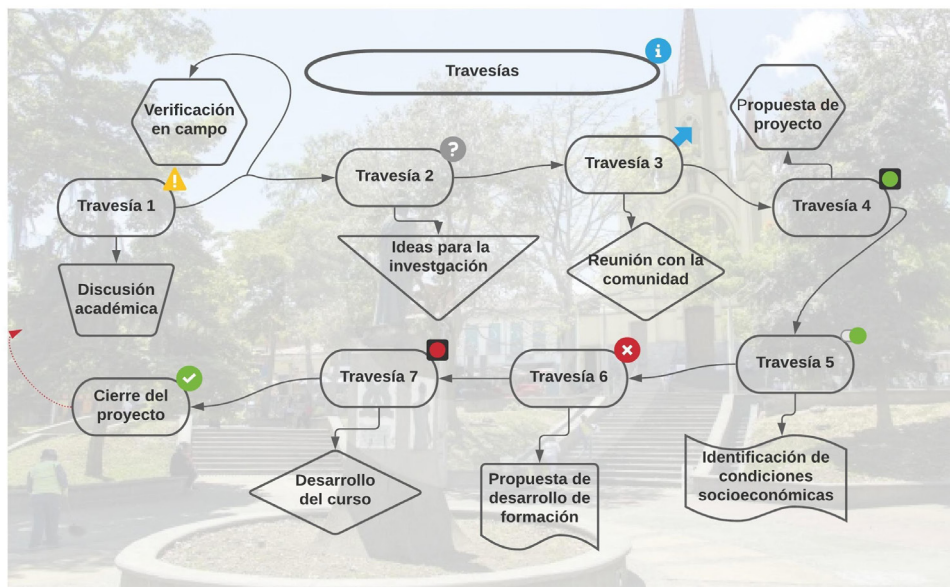 Travesías
Verificación
en campo
Propuesta de
proyecto
Travesía 1
Travesía 2
Travesía 3
Travesía 4
Discusión
académica
Ideas para la
investgación
Reunión con la
comunidad
Cierre del
proyecto
Travesía 7
Travesía 6
Travesía 5
Desarrollo
del curso
Propuesta de
desarrollo de
formación
Identificación de
condiciones
socioeconómicas